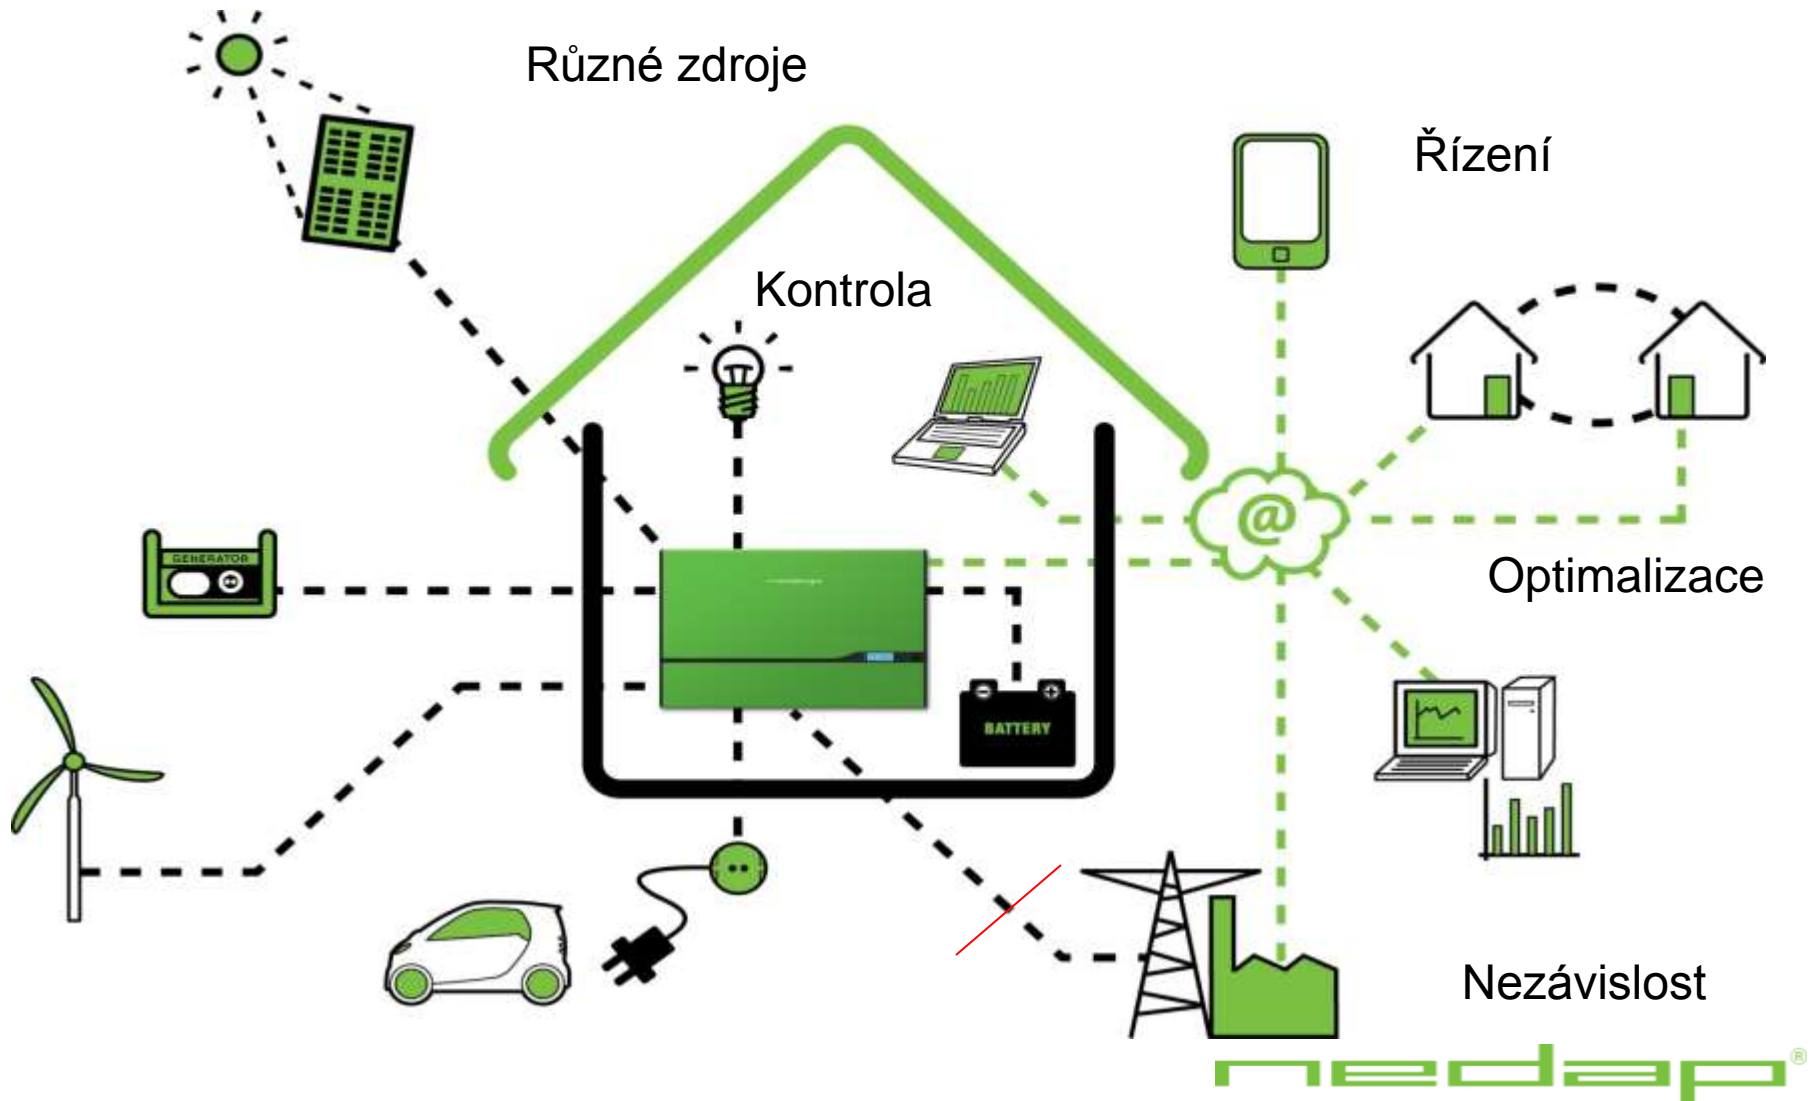 Různé zdroje
Řízení
Kontrola
@
GENERATOR
Optimalizace
BATTERY
Nezávislost
nedap®